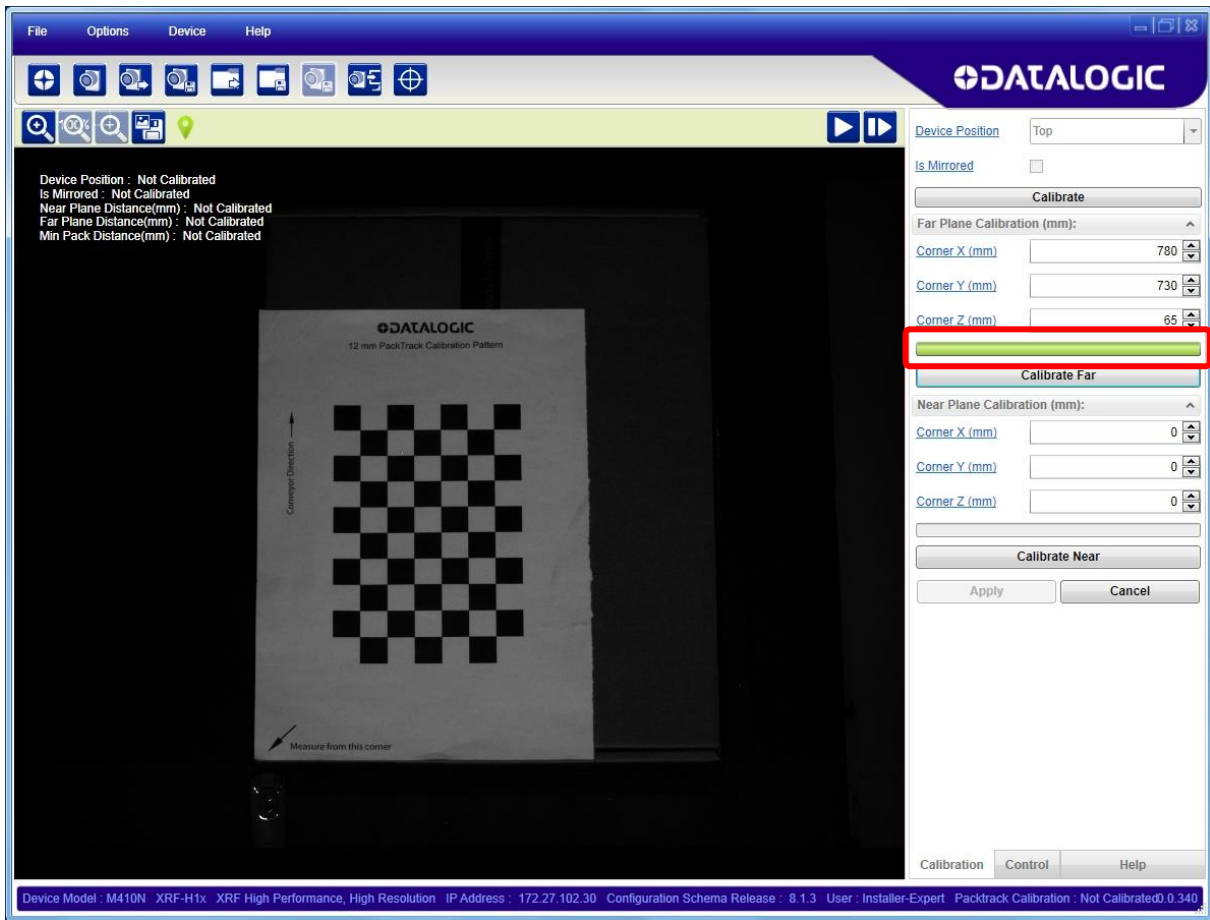 File Options Device Help
DATALOGIC
100%
Device Position Top
Is Mirrored
Calibrate
Far Plane Calibration (mm):
Corner X (mm) 780
Corner Y (mm) 730
Corner Z (mm) 65
Calibrate Far
Near Plane Calibration (mm):
Corner X (mm) 0
Corner Y (mm) 0
Corner Z (mm) 0
Calibrate Near
Apply Cancel
Calibration Control Help
Device Position : Not Calibrated
Is Mirrored : Not Calibrated
Near Plane Distance(mm) : Not Calibrated
Far Plane Distance(mm) : Not Calibrated
Min Pack Distance(mm) : Not Calibrated
DATALOGIC
12 mm PackTrack Calibration Pattern
Conveyor Direction
Measure from this corner
Device Model : M410N XRF-H1x XRF High Performance, High Resolution IP Address : 172.27.102.30 Configuration Schema Release : 8.1.3 User : Installer-Expert Packtrack Calibration : Not Calibrated0.0.340